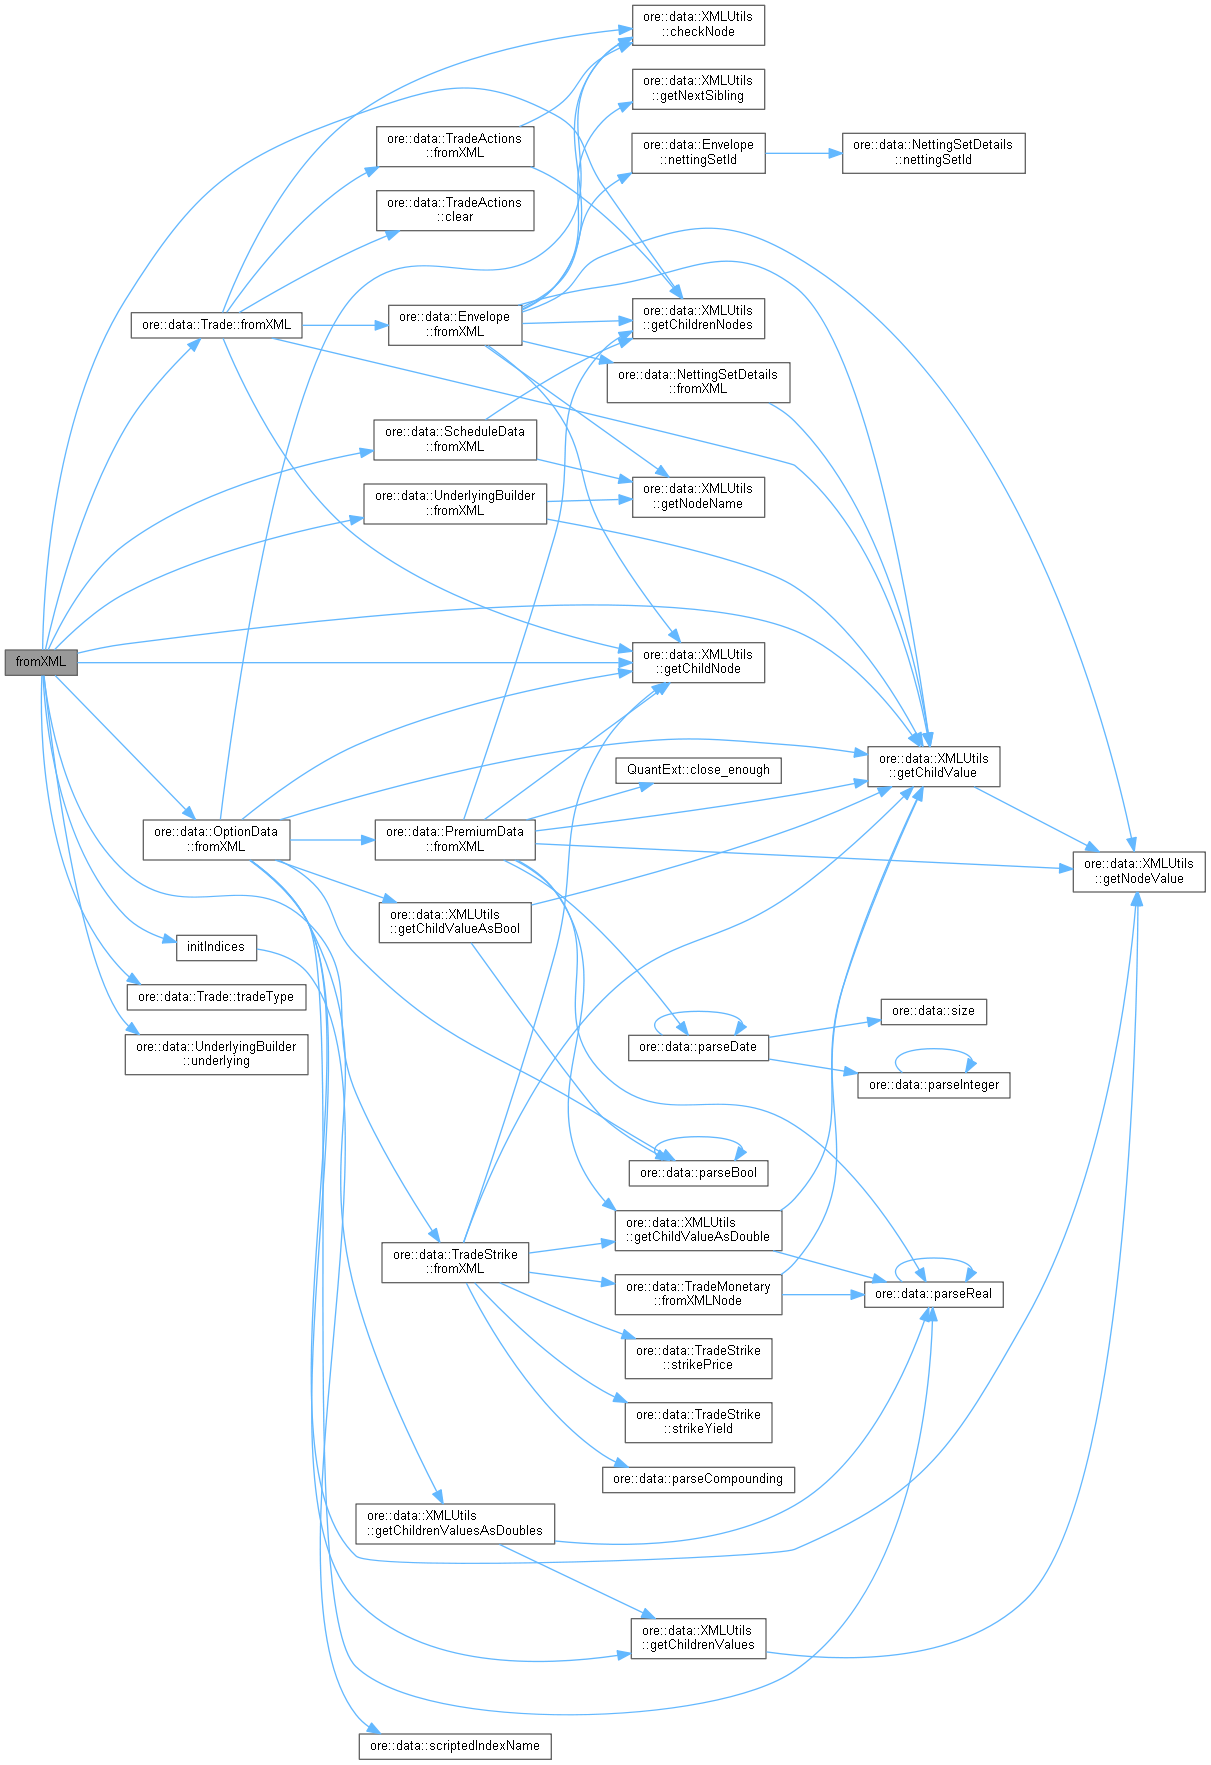 ore::data::XMLUtils
::checkNode
ore::data::XMLUtils
::getNextSibling
ore::data::TradeActions
::fromXML
ore::data::Envelope
::nettingSetId
ore::data::NettingSetDetails
::nettingSetId
ore::data::TradeActions
::clear
ore::data::Trade::fromXML
ore::data::Envelope
::fromXML
ore::data::XMLUtils
::getChildrenNodes
ore::data::NettingSetDetails
::fromXML
ore::data::ScheduleData
::fromXML
ore::data::UnderlyingBuilder
::fromXML
ore::data::XMLUtils
::getNodeName
fromXML
ore::data::XMLUtils
::getChildNode
QuantExt::close_enough
ore::data::XMLUtils
::getChildValue
ore::data::OptionData
::fromXML
ore::data::PremiumData
::fromXML
ore::data::XMLUtils
::getNodeValue
ore::data::XMLUtils
::getChildValueAsBool
initIndices
ore::data::Trade::tradeType
ore::data::UnderlyingBuilder
::underlying
ore::data::size
ore::data::parseDate
ore::data::parseInteger
ore::data::parseBool
ore::data::XMLUtils
::getChildValueAsDouble
ore::data::TradeStrike
::fromXML
ore::data::TradeMonetary
::fromXMLNode
ore::data::parseReal
ore::data::TradeStrike
::strikePrice
ore::data::TradeStrike
::strikeYield
ore::data::parseCompounding
ore::data::XMLUtils
::getChildrenValuesAsDoubles
ore::data::XMLUtils
::getChildrenValues
ore::data::scriptedIndexName